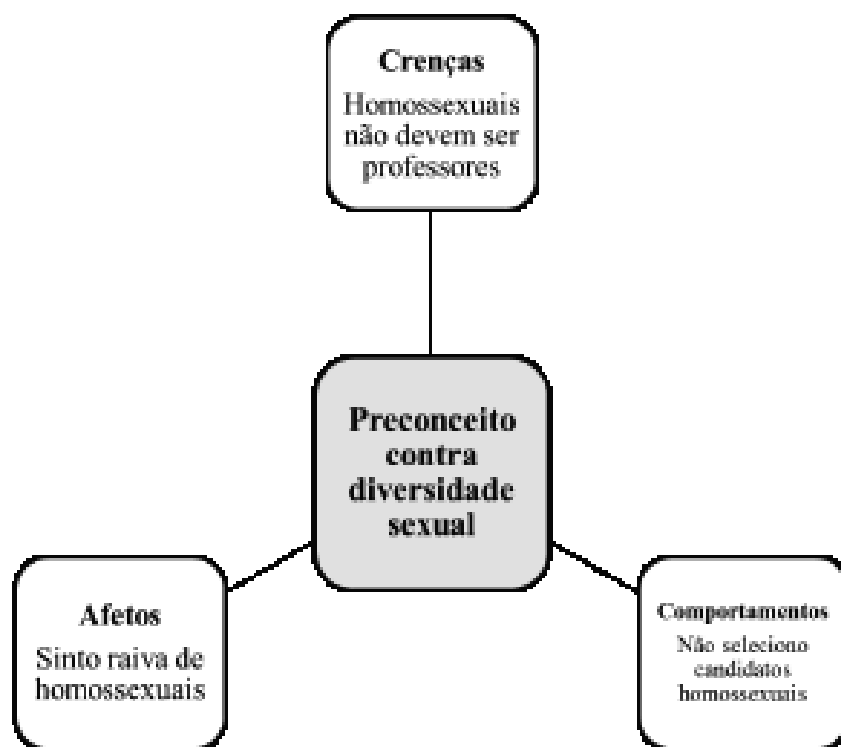 Crenças
Homossexuais
não devem ser
professores
Preconceito
contra
diversidade
sexual
Afetos
Sinto raiva de
homossexuais
Comportamentos
Não seleciono
candidatos
homossexuais